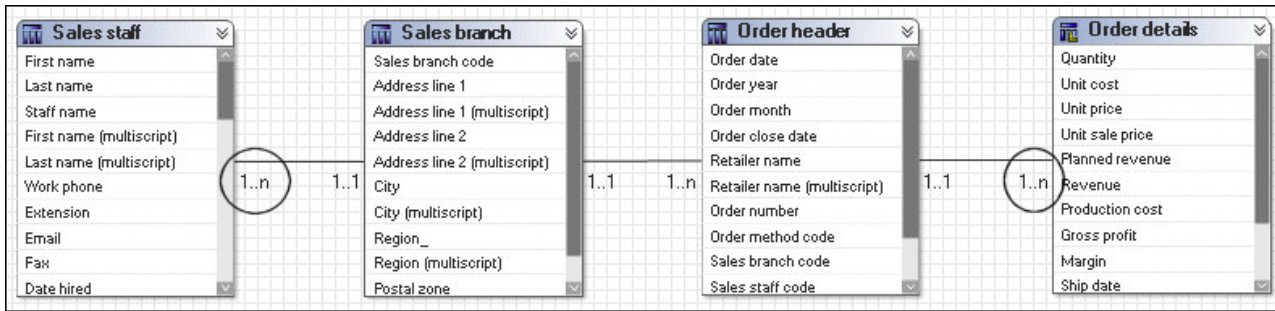 Sales staff
First name
Last name
Staff name
First name (multiscript)
Last name (multiscript)
Work phone
Extension
Email
Fax
Date hired
1..n
1..1
Sales branch
Sales branch code
Address line 1
Address line 1 (multiscript)
Address line 2
Address line 2 (multiscript)
City
City (multiscript)
Region_
Region (multiscript)
Postal zone
1..1
1..n
Order header
Order date
Order year
Order month
Order close date
Retailer name
Retailer name (multiscript)
Order number
Order method code
Sales branch code
Sales staff code
1..1
1..n
Order details
Quantity
Unit cost
Unit price
Unit sale price
Planned revenue
Revenue
Production cost
Gross profit
Margin
Ship date